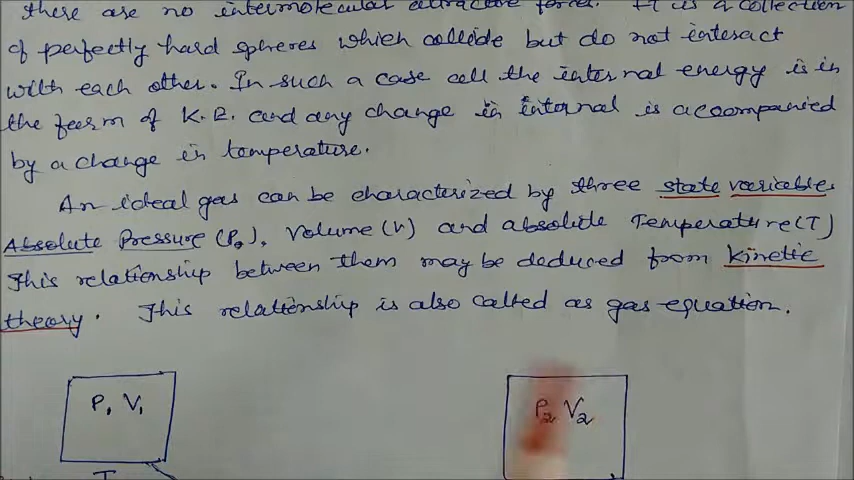 there are no intermolecular attractive forces. It is a collection
of perfectly hard spheres which collide but do not interact
with each other. In such a case all the internal energy is in
the form of K.E. and any change in internal is accompanied
by a change in temperature.
An ideal gas can be characterized by three state variables
Absolute Pressure (P₀), Volume (V) and absolute Temperature (T)
This relationship between them may be deduced from kinetic
theory. This relationship is also called as gas equation.
P₁ V₁
P₂ V₂
T